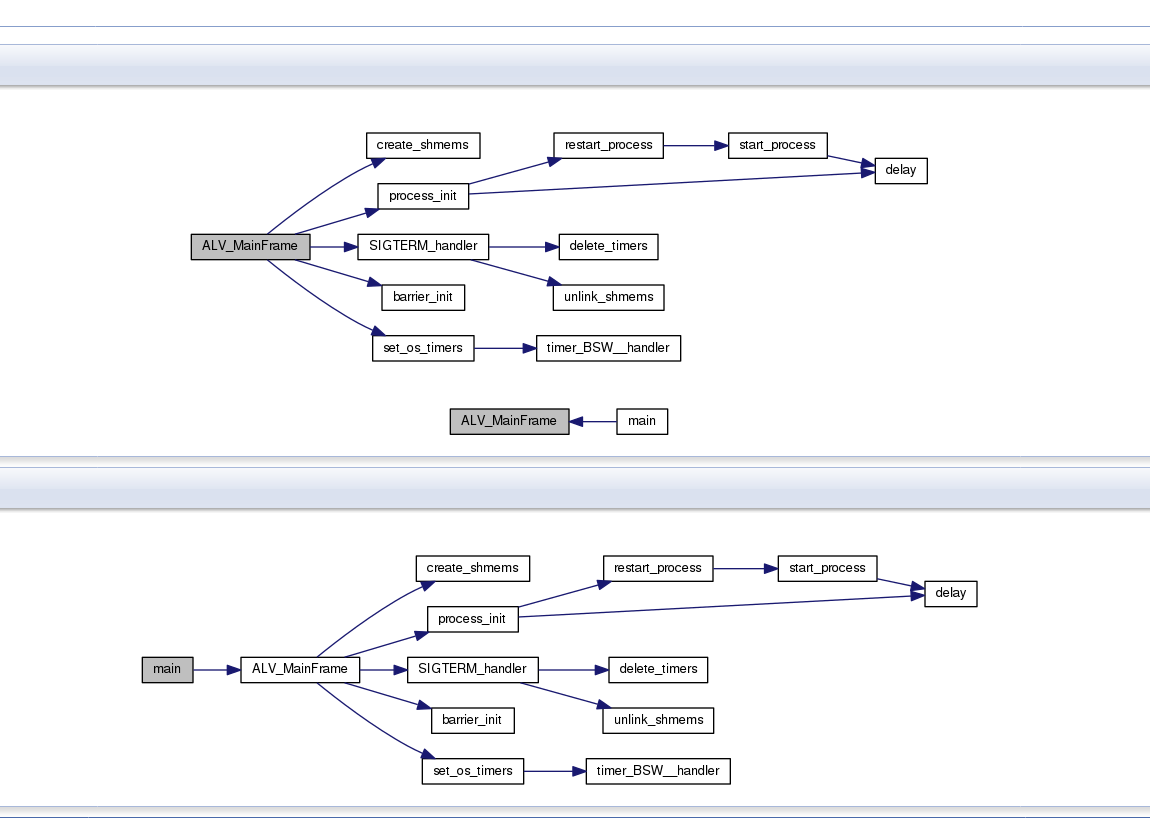 create_shmems
restart_process
start_process
delay
process_init
ALV_MainFrame
SIGTERM_handler
delete_timers
barrier_init
unlink_shmems
set_os_timers
timer_BSW__handler
ALV_MainFrame
main
create_shmems
restart_process
start_process
delay
process_init
main
ALV_MainFrame
SIGTERM_handler
delete_timers
barrier_init
unlink_shmems
set_os_timers
timer_BSW__handler